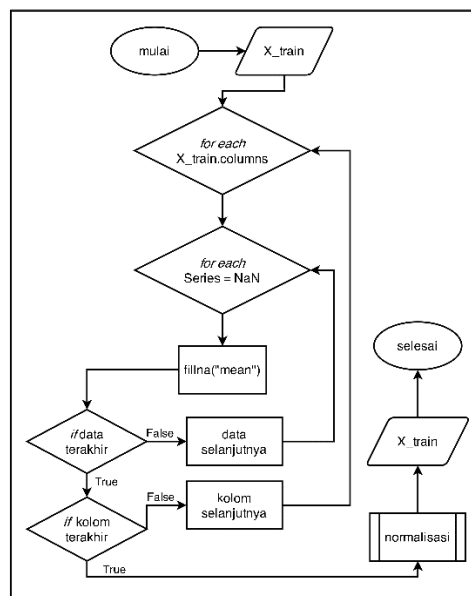 mulai
X_train
for each
X_train.columns
for each
Series = NaN
fillna("mean")
if data
terakhir
False
data
selanjutnya
True
if kolom
terakhir
False
kolom
selanjutnya
True
normalisasi
X_train
selesai